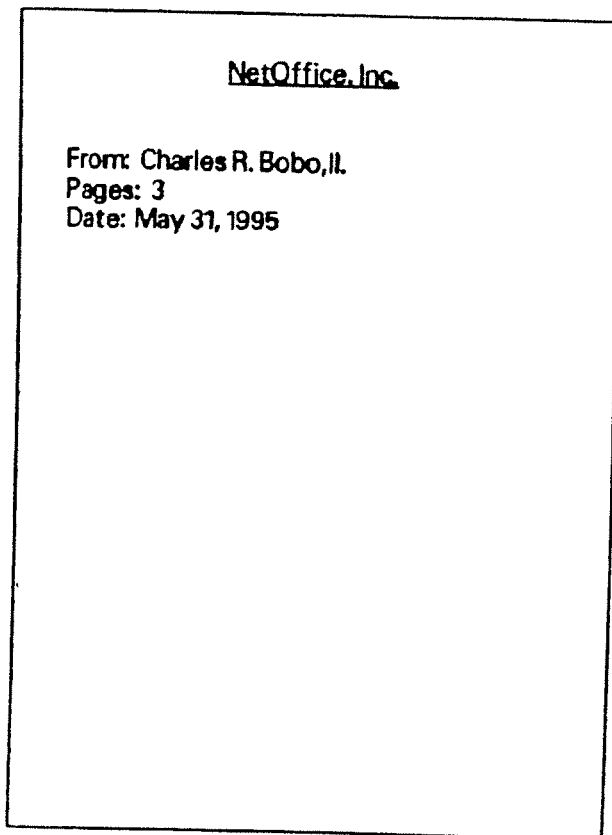 NetOffice, Inc.
From: Charles R. Bobo, II.
Pages: 3
Date: May 31, 1995